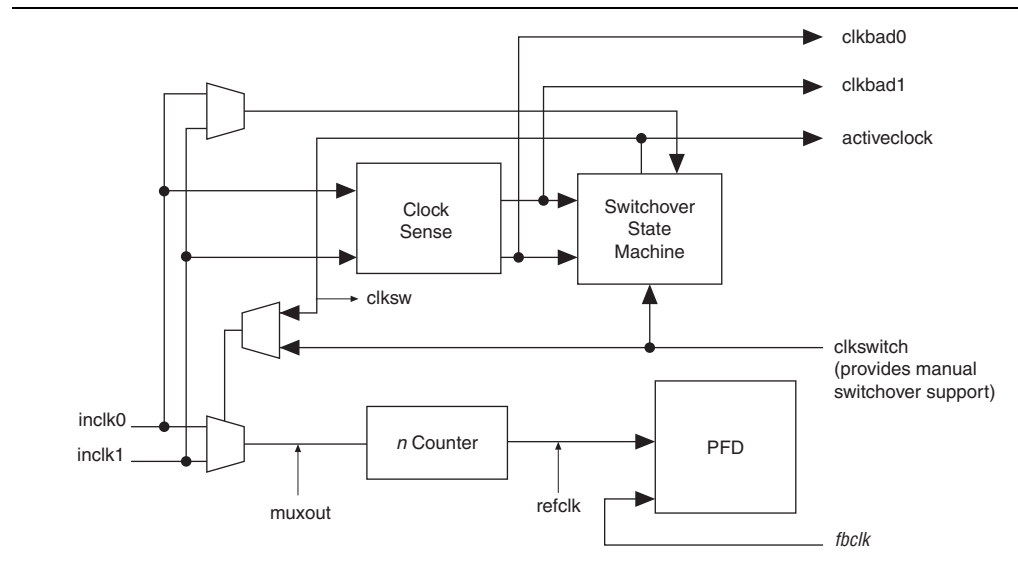 clkbad0
clkbad1
activeclock
Clock
Sense
Switchover
State
Machine
clksw
clkswitch
(provides manual
switchover support)
inclk0
inclk1
n Counter
PFD
muxout
refclk
fbclk